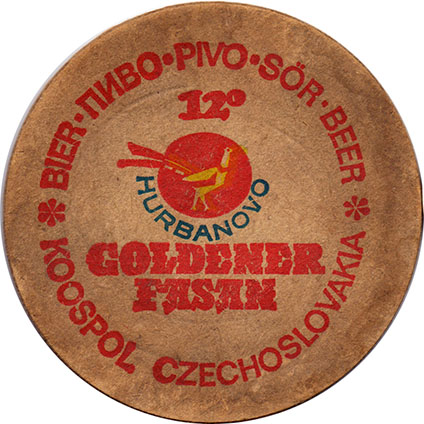 BIER·ПИВО·PIVO·SÖR·BEER
12°
HURBANOVO
GOLDENER
FASAN
KOOSPOL CZECHOSLOVAKIA